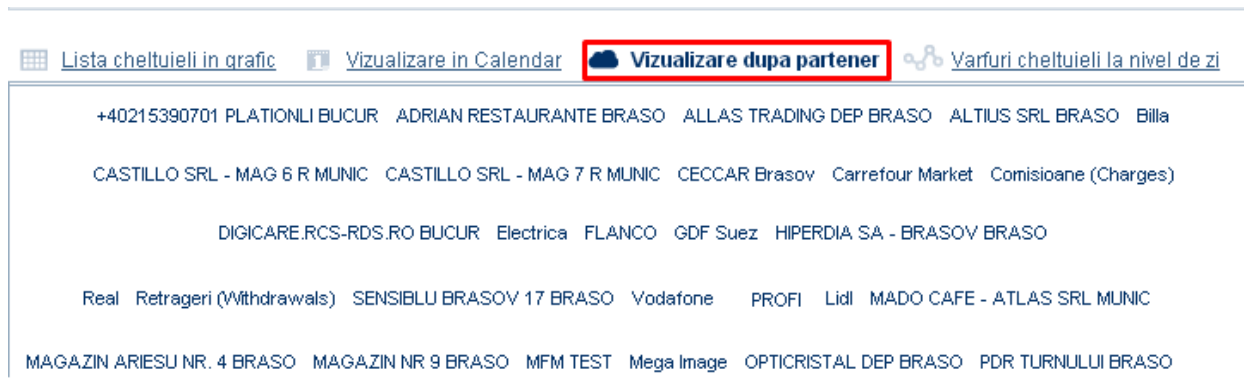 Lista cheltuieli in grafic Vizualizare in Calendar Vizualizare dupa partener Varfuri cheltuieli la nivel de zi
+40215390701 PLATIONLI BUCUR ADRIAN RESTAURANTE BRASO ALLAS TRADING DEP BRASO ALTIUS SRL BRASO Billa
CASTILLO SRL - MAG 6 R MUNIC CASTILLO SRL - MAG 7 R MUNIC CECCAR Brasov Carrefour Market Comisioane (Charges)
DIGICARE.RCS-RDS.RO BUCUR Electrica FLANCO GDF Suez HIPERDIA SA - BRASOV BRASO
Real Retrageri (Withdrawals) SENSIBLU BRASOV 17 BRASO Vodafone PROFI Lidl MADO CAFE - ATLAS SRL MUNIC
MAGAZIN ARIESU NR. 4 BRASO MAGAZIN NR 9 BRASO MFM TEST Mega Image OPTICRISTAL DEP BRASO PDR TURNULUI BRASO